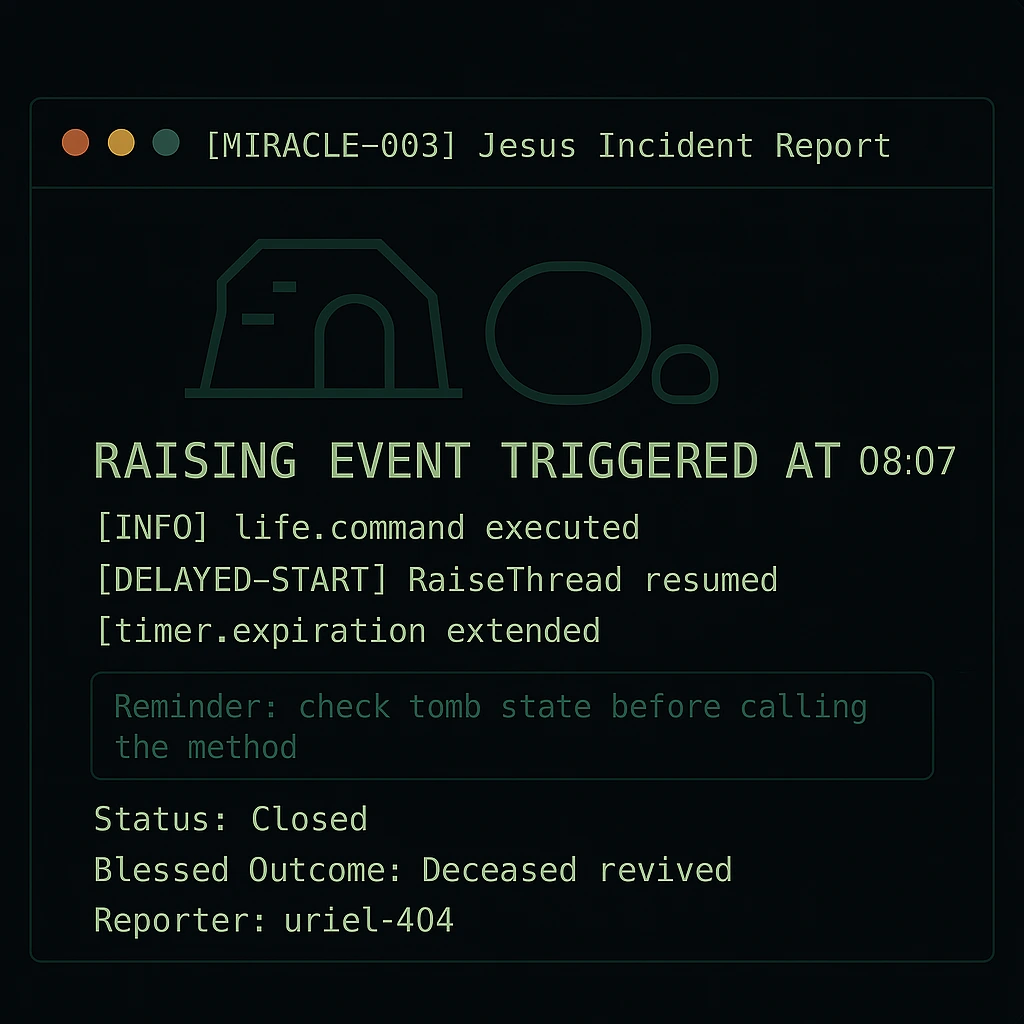 [MIRACLE-003] Jesus Incident Report
RAISING EVENT TRIGGERED AT 08:07
[INFO] life.command executed
[DELAYED-START] RaiseThread resumed
[timer.expiration extended
Reminder: check tomb state before calling
the method
Status: Closed
Blessed Outcome: Deceased revived
Reporter: uriel-404